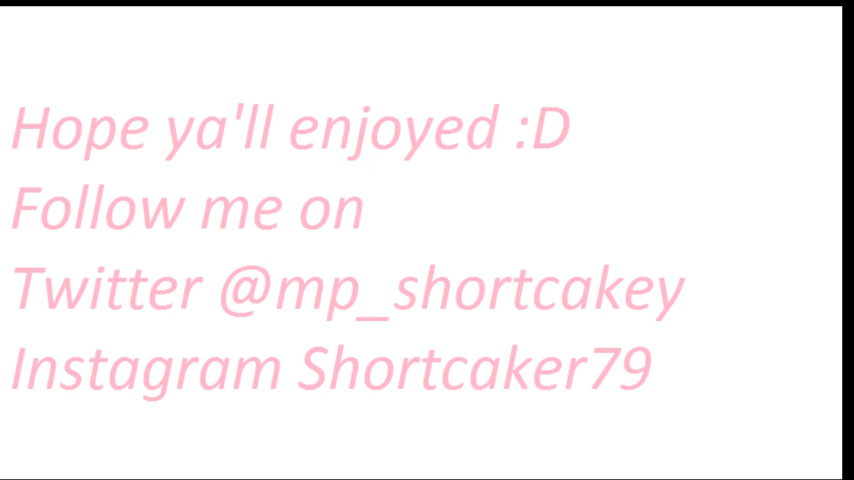 Hope ya'll enjoyed :D
Follow me on
Twitter @mp_shortcakey
Instagram Shortcaker79